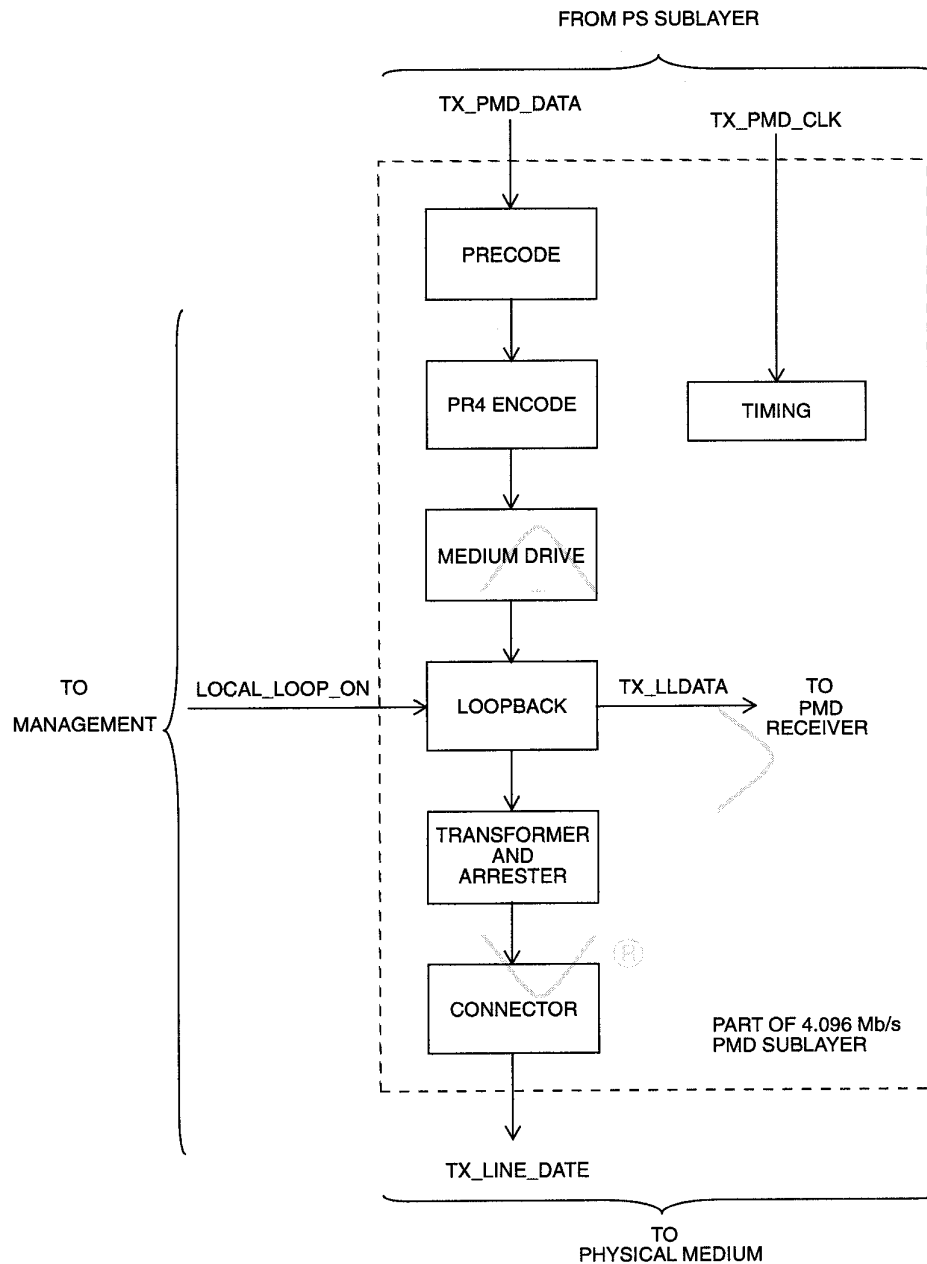 FROM PS SUBLAYER
TX_PMD_DATA
TX_PMD_CLK
PRECODE
PR4 ENCODE
TIMING
MEDIUM DRIVE
TO
MANAGEMENT
LOCAL_LOOP_ON
LOOPBACK
TX_LLDATA
TO
PMD
RECEIVER
TRANSFORMER
AND
ARRESTER
®
CONNECTOR
PART OF 4.096 Mb/s
PMD SUBLAYER
TX_LINE_DATE
TO
PHYSICAL MEDIUM